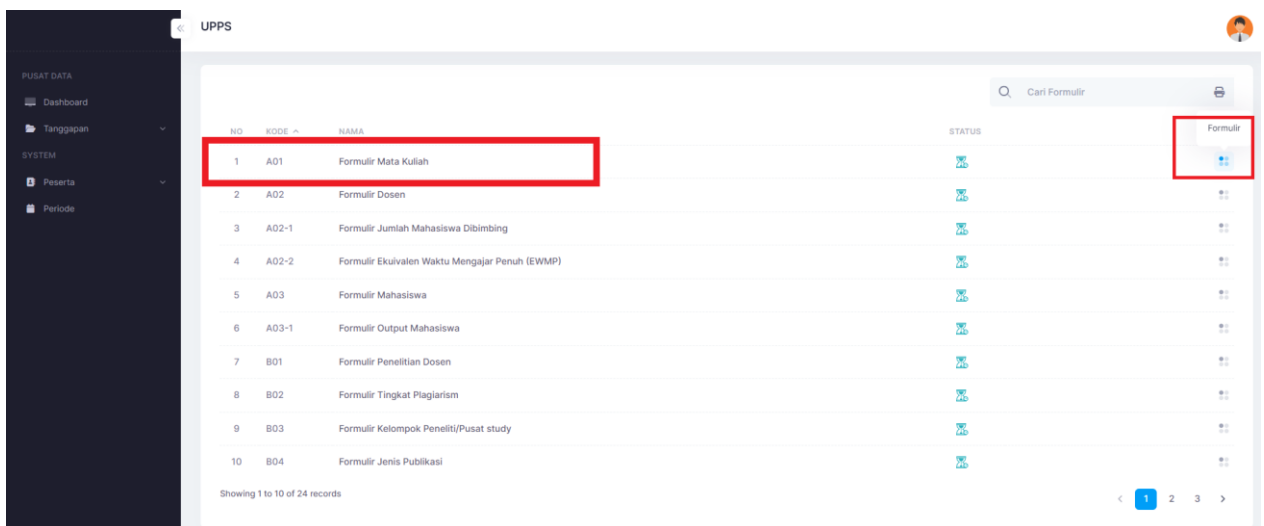 UPPS
PUSAT DATA
Dashboard
Tanggapan
SYSTEM
Peserta
Periode
Cari Formulir
Formulir
NO KODE NAMA STATUS
1 A01 Formulir Mata Kuliah
2 A02 Formulir Dosen
3 A02-1 Formulir Jumlah Mahasiswa Dibimbing
4 A02-2 Formulir Ekuivalen Waktu Mengajar Penuh (EWMP)
5 A03 Formulir Mahasiswa
6 A03-1 Formulir Output Mahasiswa
7 B01 Formulir Penelitian Dosen
8 B02 Formulir Tingkat Plagiarism
9 B03 Formulir Kelompok Peneliti/Pusat study
10 B04 Formulir Jenis Publikasi
Showing 1 to 10 of 24 records
< 1 2 3 >